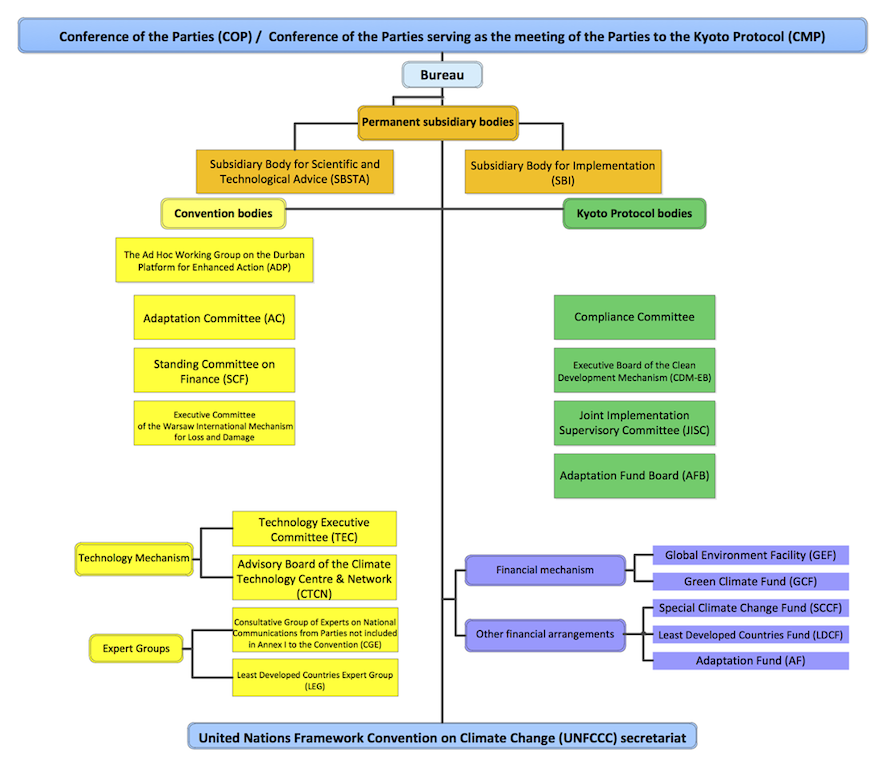 Conference of the Parties (COP) / Conference of the Parties serving as the meeting of the Parties to the Kyoto Protocol (CMP)
Bureau
Permanent subsidiary bodies
Subsidiary Body for Scientific and
Technological Advice (SBSTA)
Subsidiary Body for Implementation
(SBI)
Convention bodies
Kyoto Protocol bodies
The Ad Hoc Working Group on the Durban
Platform for Enhanced Action (ADP)
Adaptation Committee (AC)
Standing Committee on
Finance (SCF)
Executive Committee
of the Warsaw International Mechanism
for Loss and Damage
Compliance Committee
Executive Board of the Clean
Development Mechanism (CDM-EB)
Joint Implementation
Supervisory Committee (JISC)
Adaptation Fund Board (AFB)
Technology Mechanism
Technology Executive
Committee (TEC)
Advisory Board of the Climate
Technology Centre & Network
(CTCN)
Expert Groups
Consultative Group of Experts on National
Communications from Parties not included
in Annex I to the Convention (CGE)
Least Developed Countries Expert Group
(LEG)
Financial mechanism
Global Environment Facility (GEF)
Green Climate Fund (GCF)
Other financial arrangements
Special Climate Change Fund (SCCF)
Least Developed Countries Fund (LDCF)
Adaptation Fund (AF)
United Nations Framework Convention on Climate Change (UNFCCC) secretariat